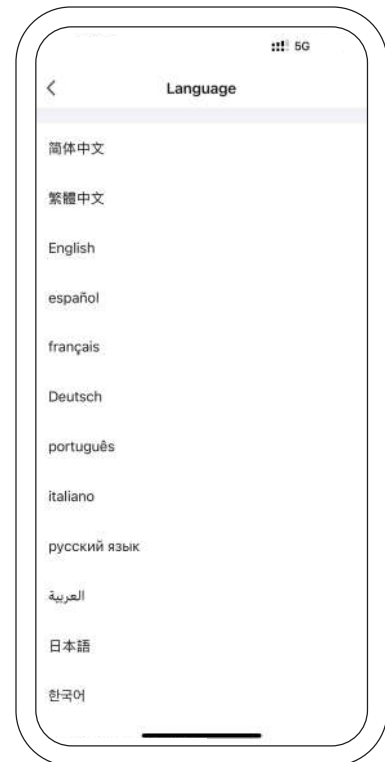 5G
Language
简体中文
繁體中文
English
español
français
Deutsch
português
italiano
русский язык
العربية
日本語
한국어